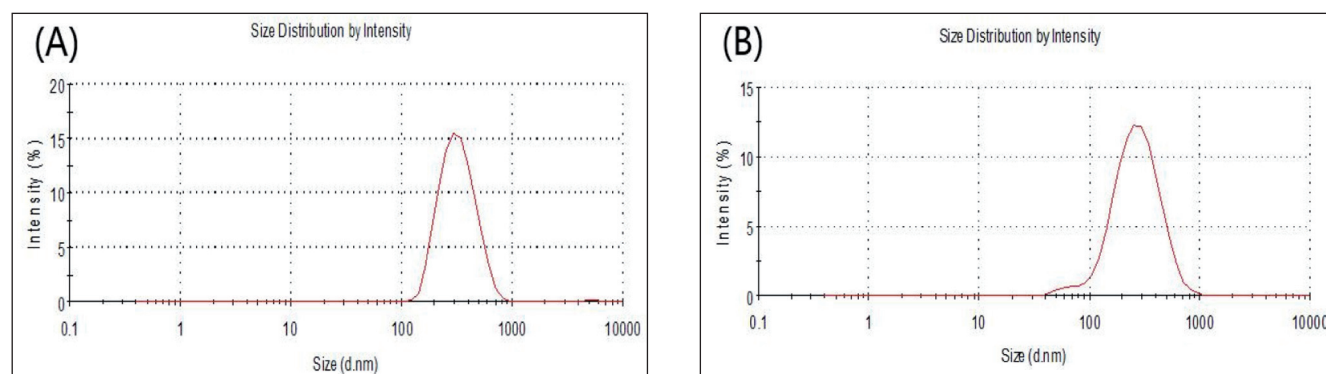 (A)
Size Distribution by Intensity
Intensity (%)
20
15
10
5
0
0.1 1 10 100 1000 10000
Size (d.nm)
(B)
Size Distribution by Intensity
Intensity (%)
15
10
5
0
0.1 1 10 100 1000 10000
Size (d.nm)